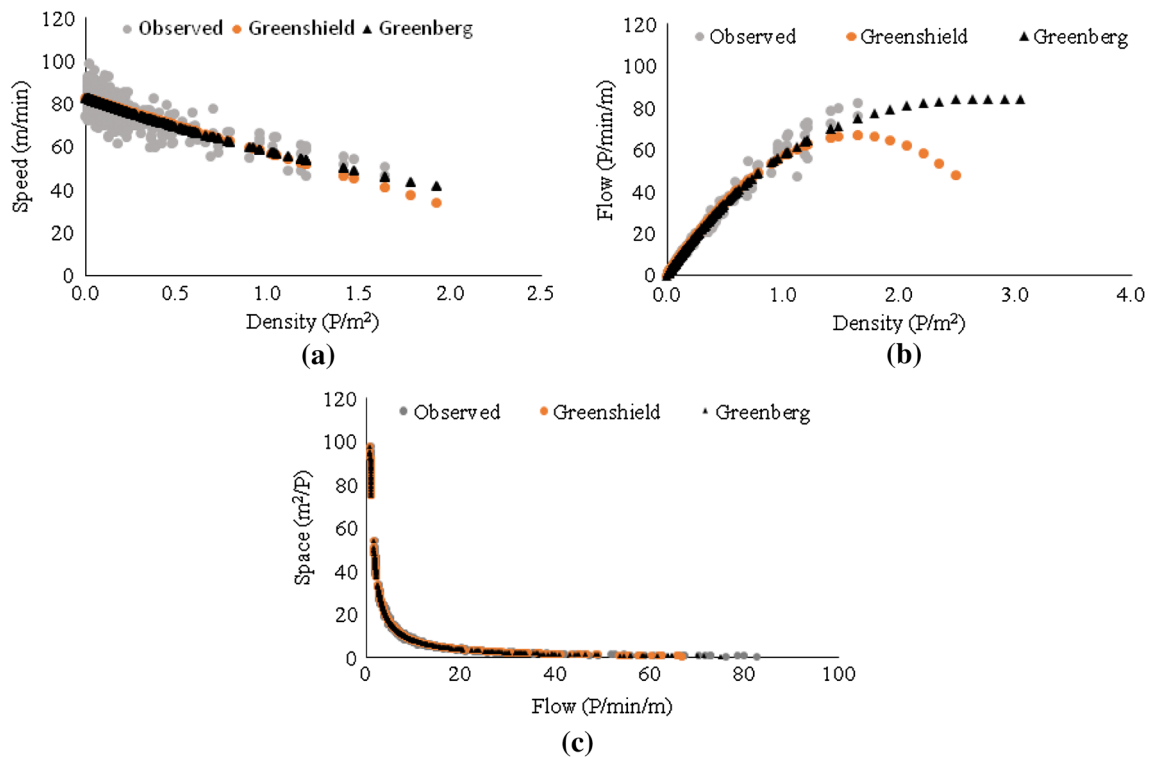 Observed Greenshield Greenberg
120
100
80
60
40
20
0
Speed (m/min)
0.0 0.5 1.0 1.5 2.0 2.5
Density (P/m²)
(a)
Observed Greenshield Greenberg
120
100
80
60
40
20
0
Flow (P/min/m)
0.0 1.0 2.0 3.0 4.0
Density (P/m²)
(b)
Observed Greenshield Greenberg
120
100
80
60
40
20
0
Space (m²/P)
0 20 40 60 80 100
Flow (P/min/m)
(c)